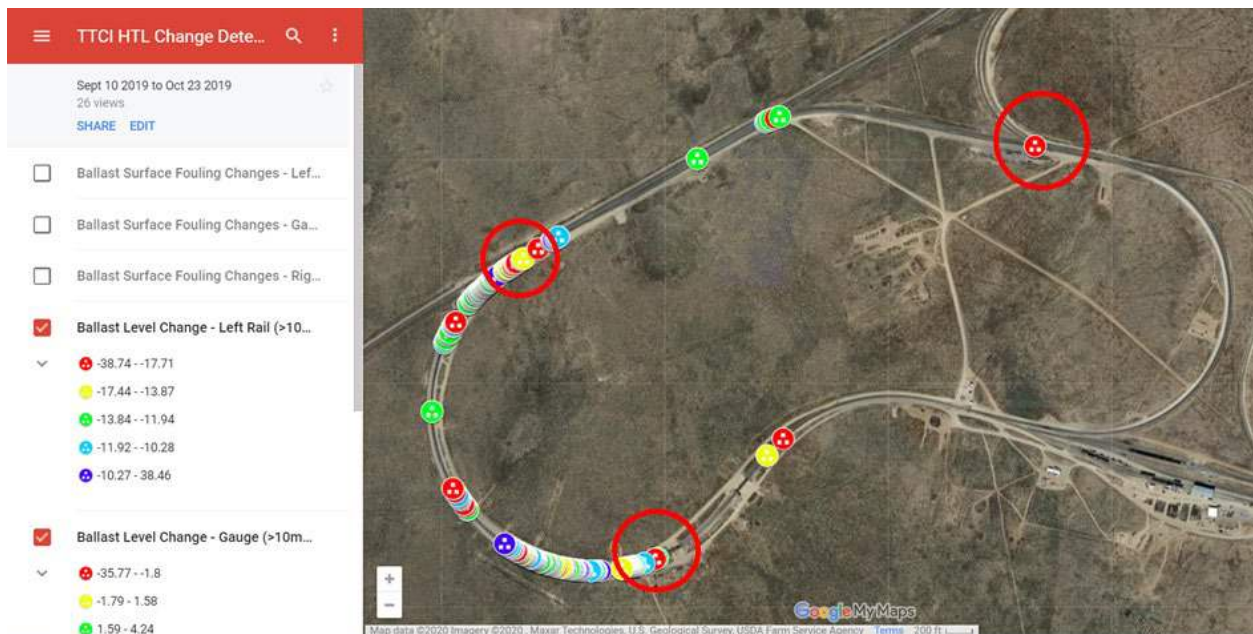 TTCI HTL Change Dete...
Sept 10 2019 to Oct 23 2019
26 views
SHARE EDIT
Ballast Surface Fouling Changes - Lef...
Ballast Surface Fouling Changes - Ga...
Ballast Surface Fouling Changes - Rig...
Ballast Level Change - Left Rail (>10...
-38.74 - -17.71
-17.44 - -13.87
-13.84 - -11.94
-11.92 - -10.28
-10.27 - 38.46
Ballast Level Change - Gauge (>10m...
-35.77 - -1.8
-1.79 - 1.58
1.59 - 4.24
Google My Maps
Map data ©2020 Imagery ©2020 , Maxar Technologies, U.S. Geological Survey, USDA Farm Service Agency Terms 200 ft